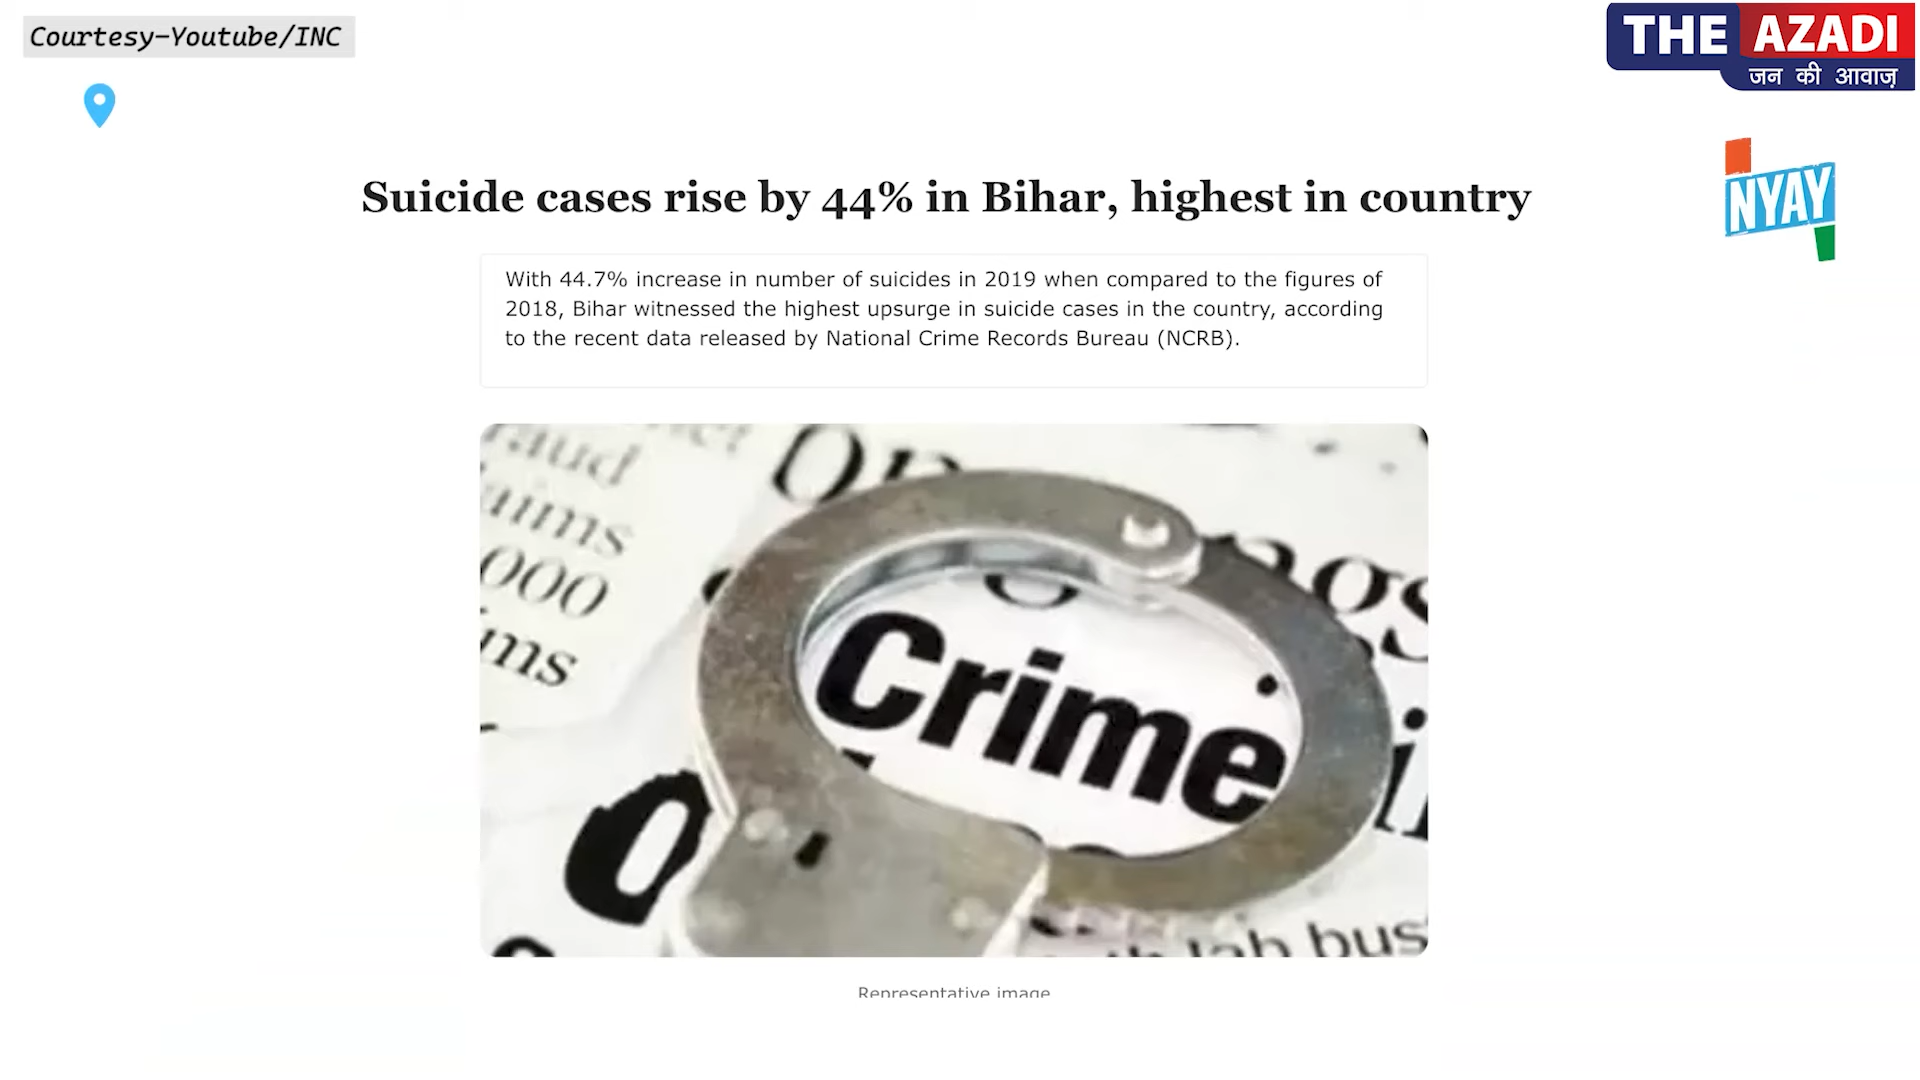 Courtesy-Youtube/INC
THE AZADI
जन की आवाज़
NYAY
Suicide cases rise by 44% in Bihar, highest in country
With 44.7% increase in number of suicides in 2019 when compared to the figures of
2018, Bihar witnessed the highest upsurge in suicide cases in the country, according
to the recent data released by National Crime Records Bureau (NCRB).
000
Crime
Representative image